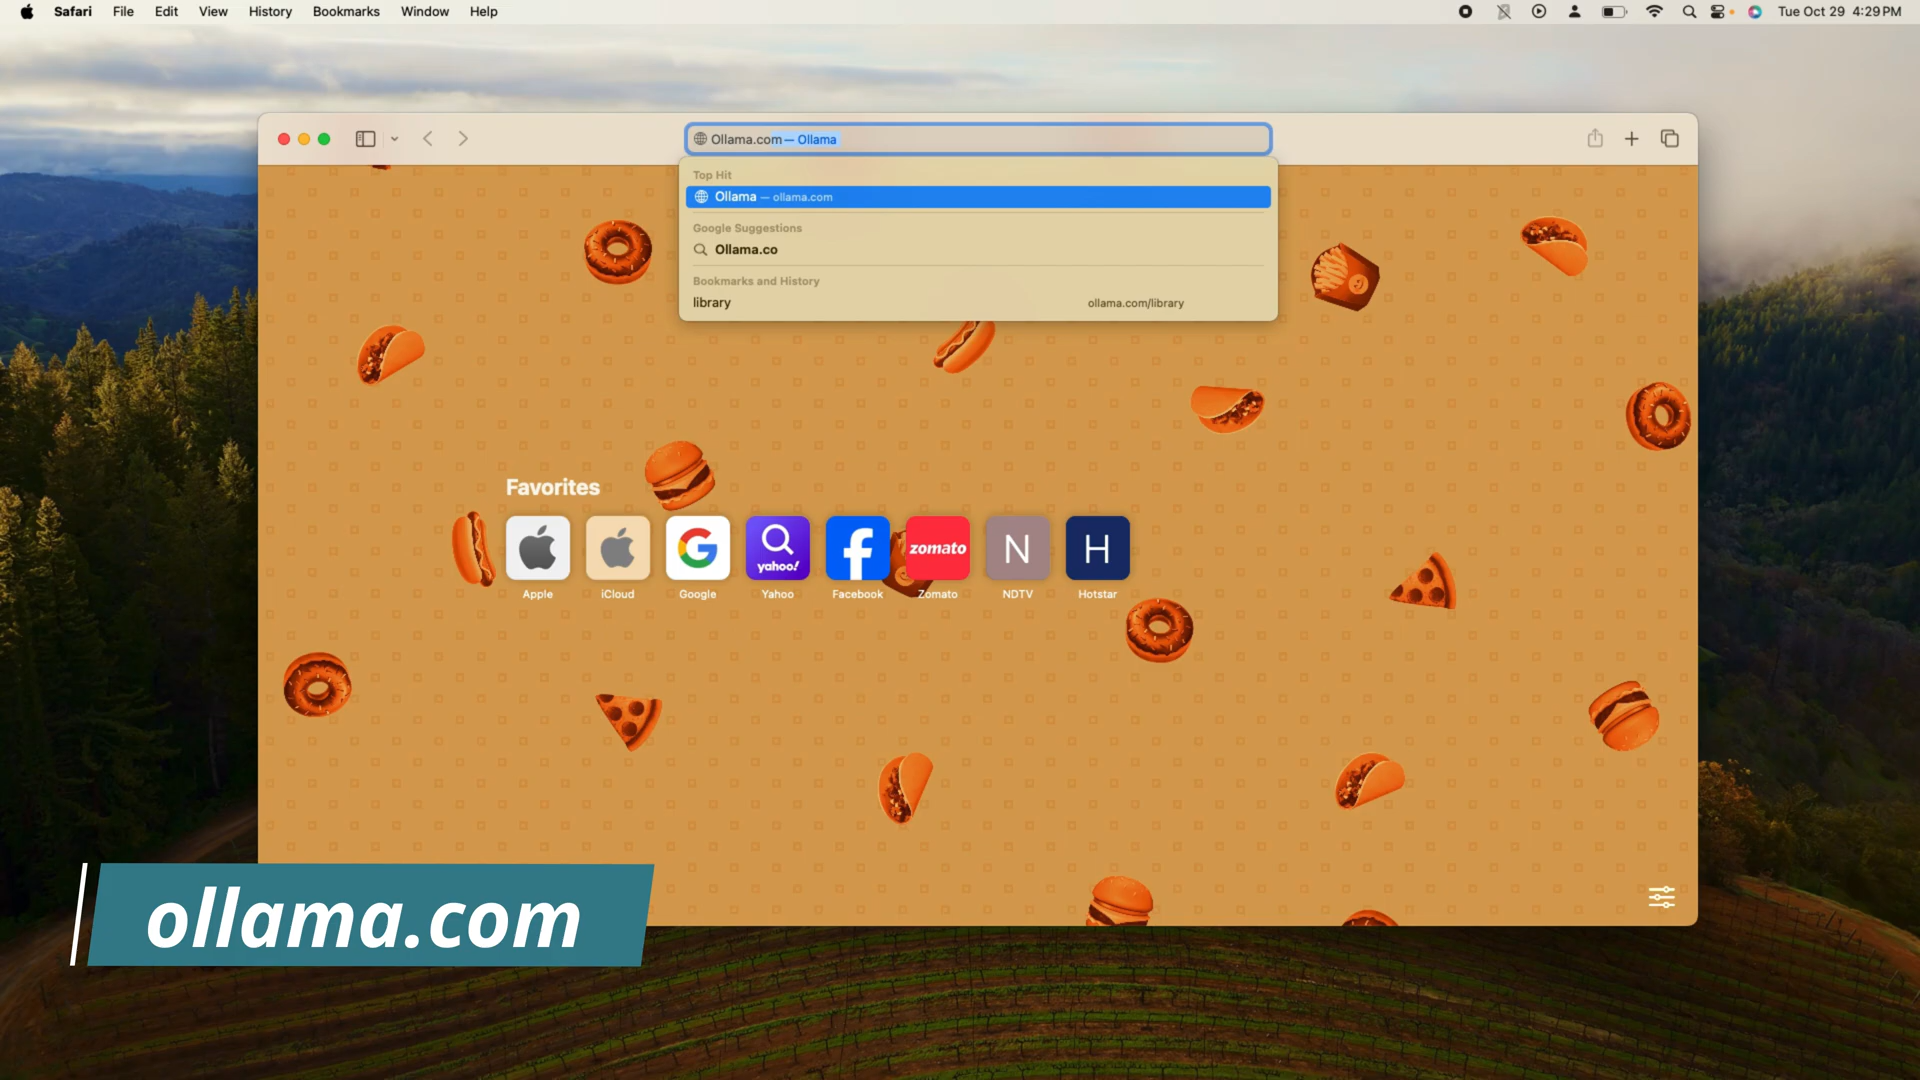 Safari File Edit View History Bookmarks Window Help
Tue Oct 29 4:29 PM
Ollama.com — Ollama
Top Hit
Ollama — ollama.com
Google Suggestions
Ollama.co
Bookmarks and History
library ollama.com/library
Favorites
yahoo!
zomato
N
H
Apple iCloud Google Yahoo Facebook Zomato NDTV Hotstar
ollama.com